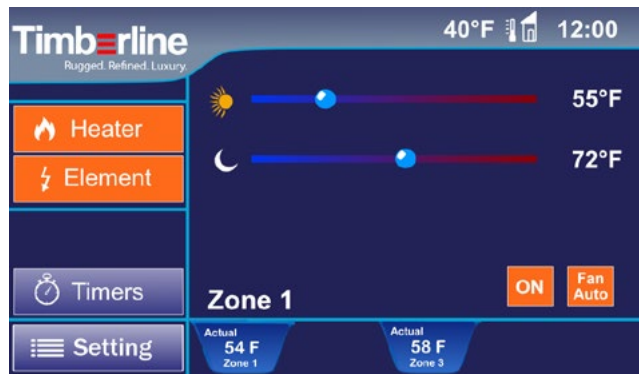 Timberline
Rugged. Refined. Luxury.
40°F
12:00
Heater
Element
Timers
Setting
55°F
72°F
Zone 1
ON
Fan
Auto
Actual
54 F
Zone 1
Actual
58 F
Zone 3